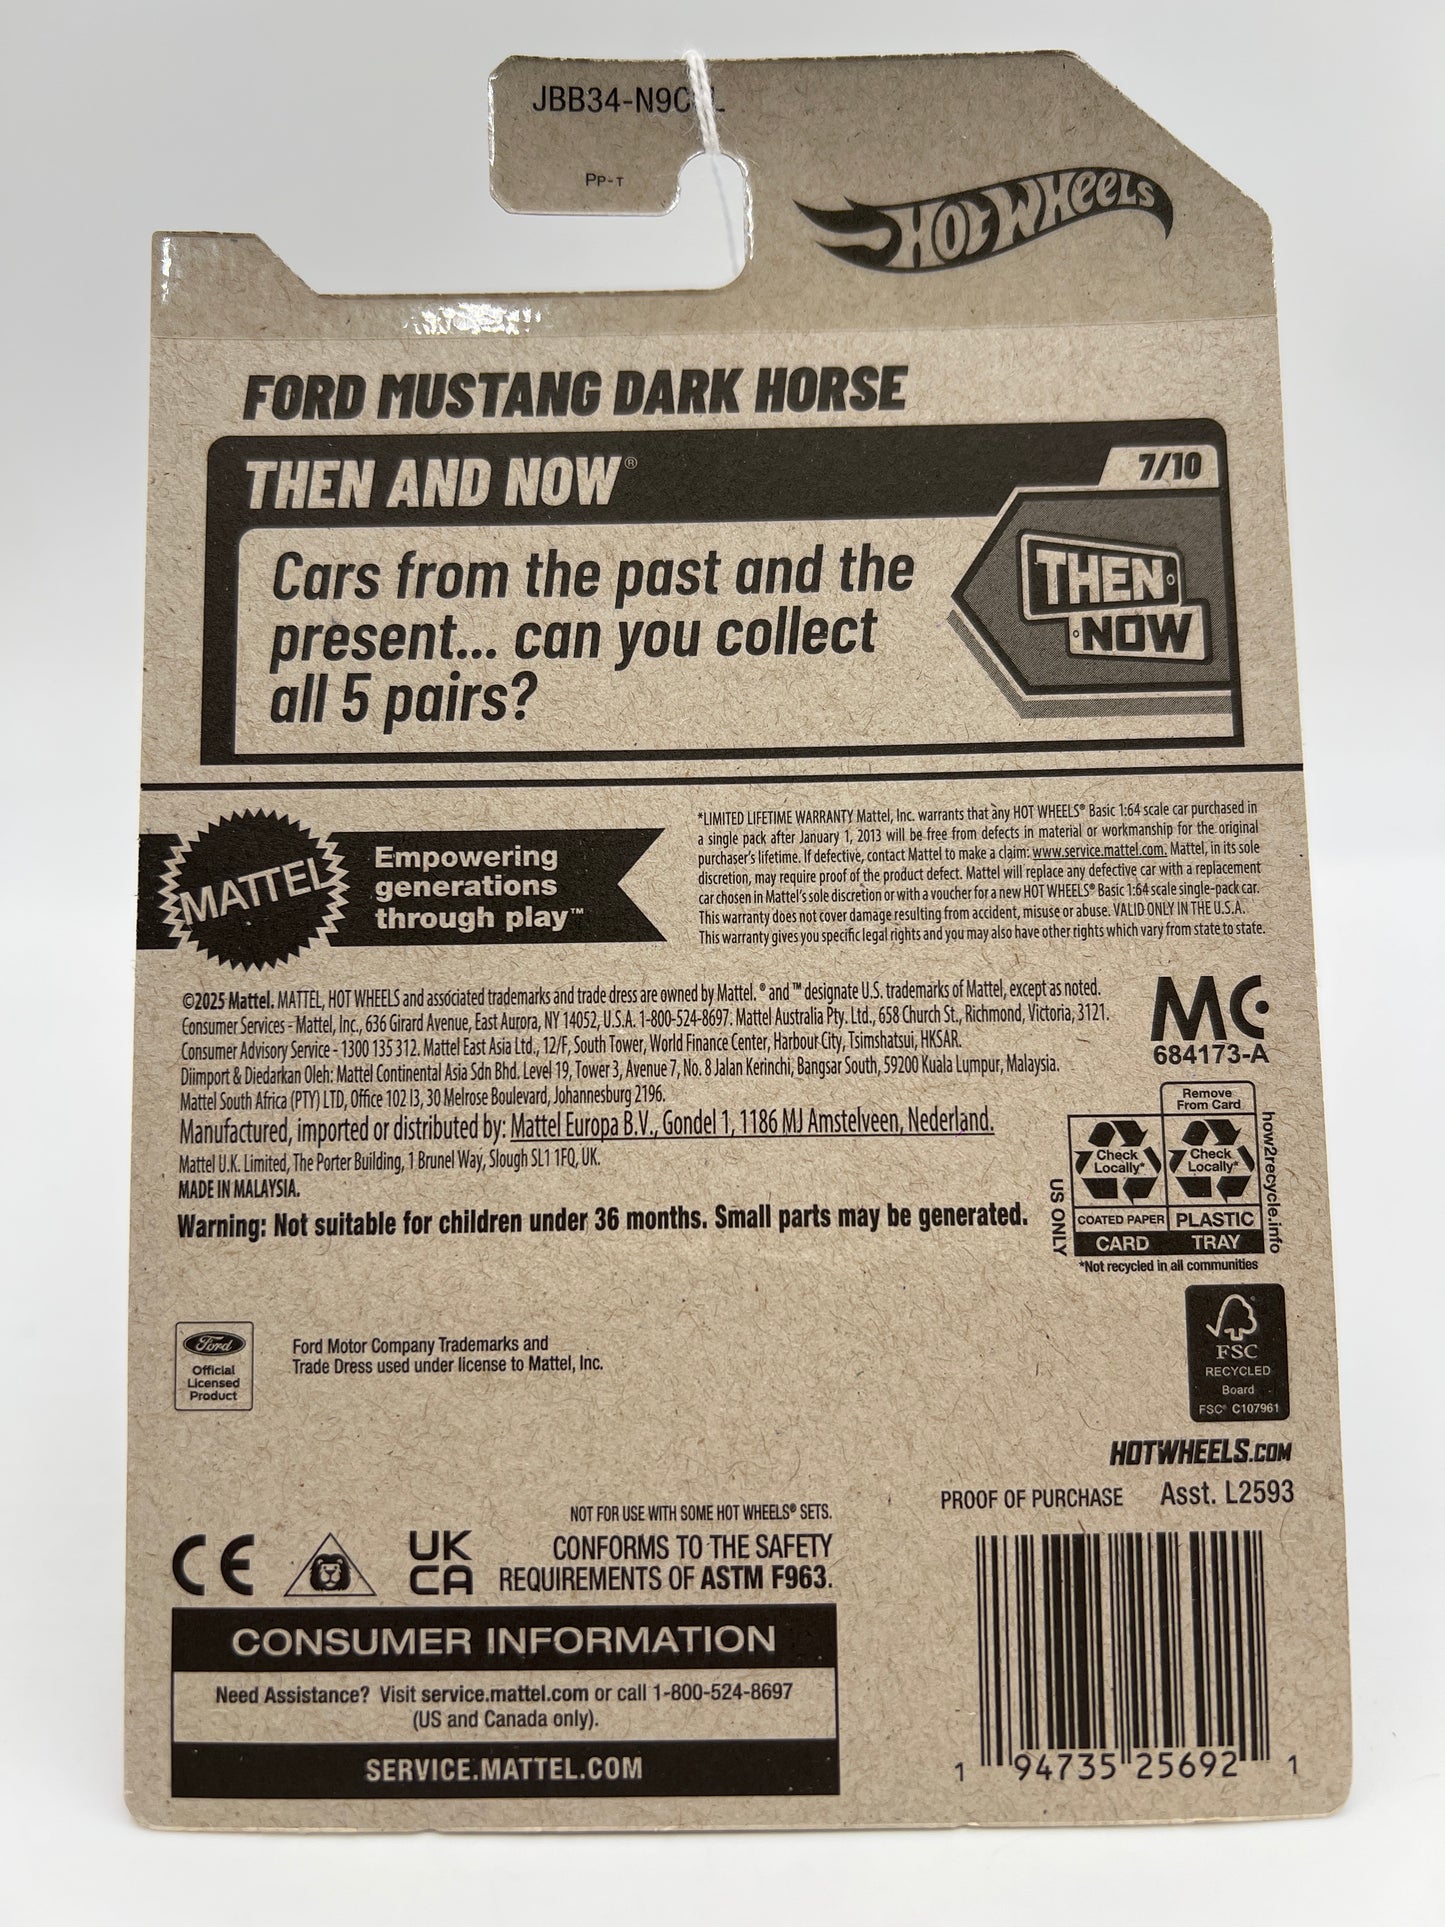 JBB34-N9C
PP-T
HOT WHEELS
FORD MUSTANG DARK HORSE
THEN AND NOW®
7/10
Cars from the past and the
present... can you collect
all 5 pairs?
THEN
NOW
MATTEL
Empowering
generations
through play™
*LIMITED LIFETIME WARRANTY Mattel, Inc. warrants that any HOT WHEELS® Basic 1:64 scale car purchased in
a single pack after January 1, 2013 will be free from defects in material or workmanship for the original
purchaser's lifetime. If defective, contact Mattel to make a claim: www.service.mattel.com. Mattel, in its sole
discretion, may require proof of the product defect. Mattel will replace any defective car with a replacement
car chosen in Mattel's sole discretion or with a voucher for a new HOT WHEELS® Basic 1:64 scale single-pack car.
This warranty does not cover damage resulting from accident, misuse or abuse. VALID ONLY IN THE U.S.A.
This warranty gives you specific legal rights and you may also have other rights which vary from state to state.
©2025 Mattel. MATTEL, HOT WHEELS and associated trademarks and trade dress are owned by Mattel. ® and ™ designate U.S. trademarks of Mattel, except as noted.
Consumer Services - Mattel, Inc., 636 Girard Avenue, East Aurora, NY 14052, U.S.A. 1-800-524-8697. Mattel Australia Pty. Ltd., 658 Church St., Richmond, Victoria, 3121.
Consumer Advisory Service - 1300 135 312. Mattel East Asia Ltd., 12/F, South Tower, World Finance Center, Harbour City, Tsimshatsui, HKSAR.
Diimport & Diedarkan Oleh: Mattel Continental Asia Sdn Bhd. Level 19, Tower 3, Avenue 7, No. 8 Jalan Kerinchi, Bangsar South, 59200 Kuala Lumpur, Malaysia.
Mattel South Africa (PTY) LTD, Office 102 I3, 30 Melrose Boulevard, Johannesburg 2196.
Manufactured, imported or distributed by: Mattel Europa B.V., Gondel 1, 1186 MJ Amstelveen, Nederland.
Mattel U.K. Limited, The Porter Building, 1 Brunel Way, Slough SL1 1FQ, UK.
MADE IN MALAYSIA.
Warning: Not suitable for children under 36 months. Small parts may be generated.
MC
684173-A
Remove
From Card
Check
Locally*
Check
Locally*
US ONLY
how2recycle.info
COATED PAPER PLASTIC
CARD TRAY
*Not recycled in all communities
Ford
Official
Licensed
Product
Ford Motor Company Trademarks and
Trade Dress used under license to Mattel, Inc.
FSC
RECYCLED
Board
FSC® C107961
HOTWHEELS.COM
PROOF OF PURCHASE Asst. L2593
NOT FOR USE WITH SOME HOT WHEELS® SETS.
CE
UK
CA
CONFORMS TO THE SAFETY
REQUIREMENTS OF ASTM F963.
CONSUMER INFORMATION
Need Assistance? Visit service.mattel.com or call 1-800-524-8697
(US and Canada only).
SERVICE.MATTEL.COM
1 94735 25692 1